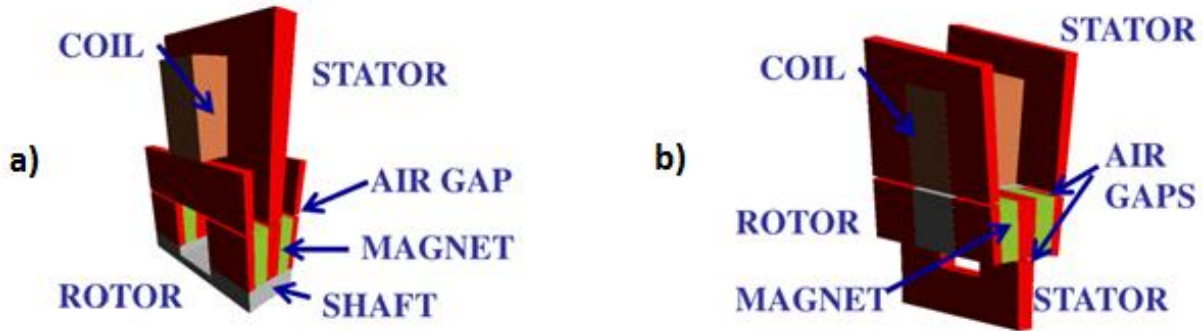 a)
COIL
STATOR
AIR GAP
MAGNET
SHAFT
ROTOR
b)
STATOR
COIL
AIR
GAPS
ROTOR
MAGNET
STATOR